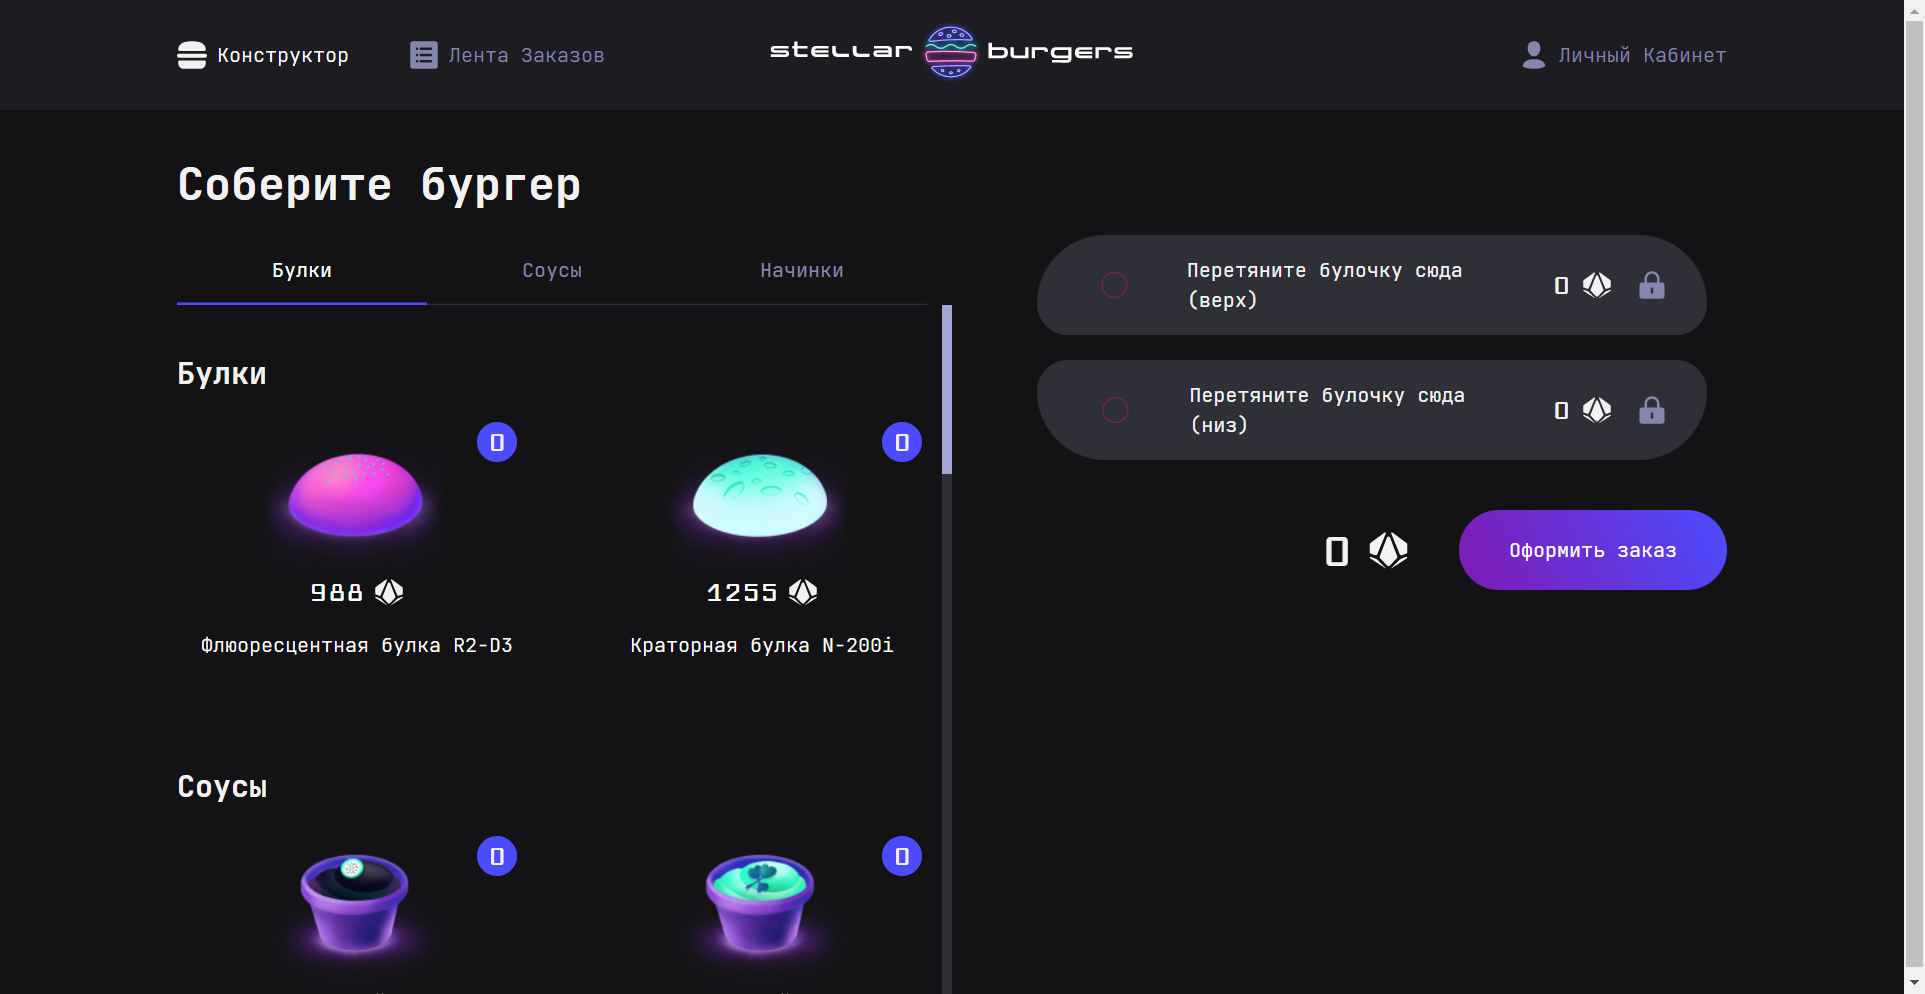 Конструктор
Лента Заказов
stellar burgers
Личный Кабинет
Соберите бургер
Булки
Соусы
Начинки
Перетяните булочку сюда
(верх)
0
Перетяните булочку сюда
(низ)
0
0
Оформить заказ
Булки
0
0
988
1255
Флюоресцентная булка R2-D3
Краторная булка N-200i
Соусы
0
0